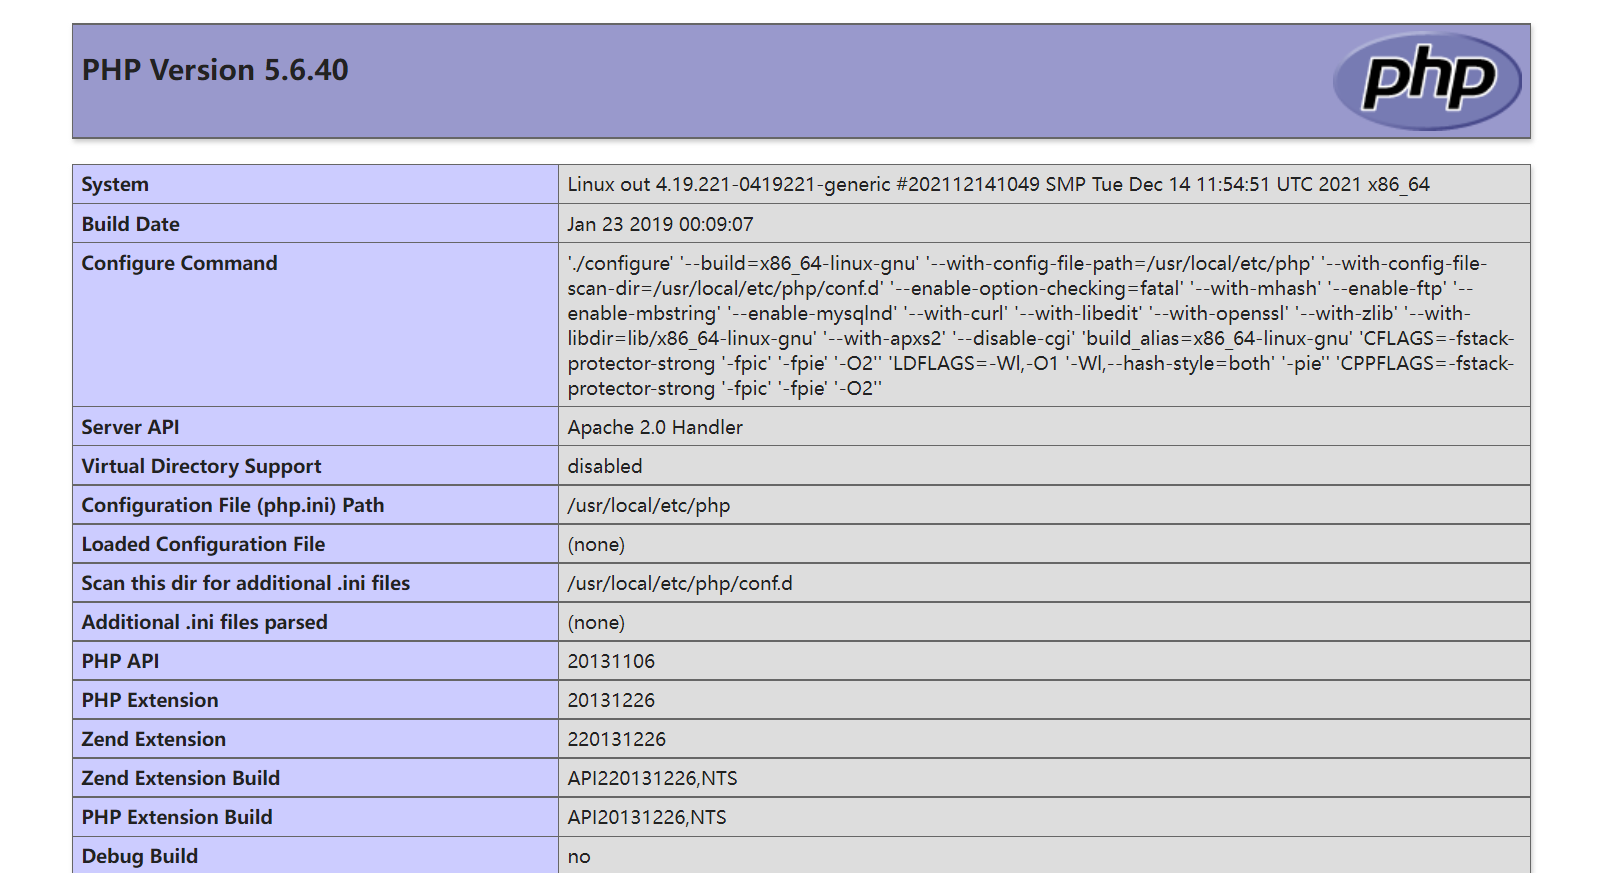 PHP Version 5.6.40
php
System Linux out 4.19.221-0419221-generic #202112141049 SMP Tue Dec 14 11:54:51 UTC 2021 x86_64
Build Date Jan 23 2019 00:09:07
Configure Command './configure' '--build=x86_64-linux-gnu' '--with-config-file-path=/usr/local/etc/php' '--with-config-file-
scan-dir=/usr/local/etc/php/conf.d' '--enable-option-checking=fatal' '--with-mhash' '--enable-ftp' '--
enable-mbstring' '--enable-mysqlnd' '--with-curl' '--with-libedit' '--with-openssl' '--with-zlib' '--with-
libdir=lib/x86_64-linux-gnu' '--with-apxs2' '--disable-cgi' 'build_alias=x86_64-linux-gnu' 'CFLAGS=-fstack-
protector-strong '-fpic' '-fpie' '-O2'' 'LDFLAGS=-Wl,-O1 '-Wl,--hash-style=both' '-pie'' 'CPPFLAGS=-fstack-
protector-strong '-fpic' '-fpie' '-O2''
Server API Apache 2.0 Handler
Virtual Directory Support disabled
Configuration File (php.ini) Path /usr/local/etc/php
Loaded Configuration File (none)
Scan this dir for additional .ini files /usr/local/etc/php/conf.d
Additional .ini files parsed (none)
PHP API 20131106
PHP Extension 20131226
Zend Extension 220131226
Zend Extension Build API220131226,NTS
PHP Extension Build API20131226,NTS
Debug Build no